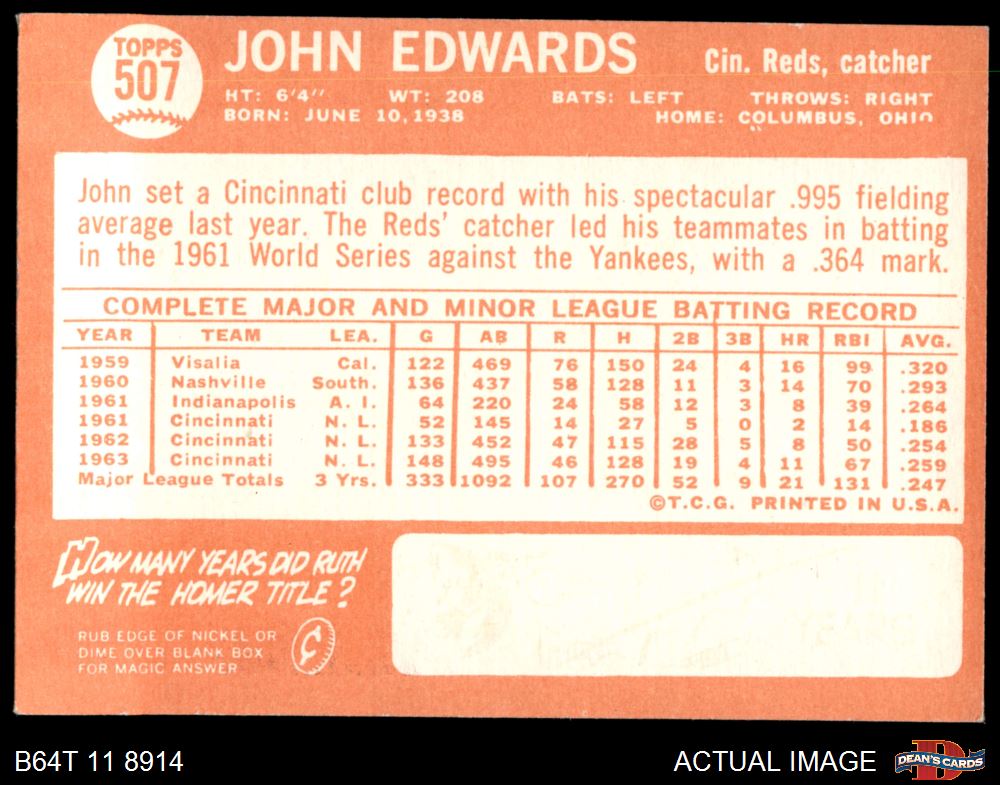 TOPPS
507
JOHN EDWARDS
Cin. Reds, catcher
HT: 6'4" WT: 208 BATS: LEFT THROWS: RIGHT
BORN: JUNE 10, 1938 HOME: COLUMBUS, OHIO
John set a Cincinnati club record with his spectacular .995 fielding
average last year. The Reds' catcher led his teammates in batting
in the 1961 World Series against the Yankees, with a .364 mark.
COMPLETE MAJOR AND MINOR LEAGUE BATTING RECORD
YEAR TEAM LEA. G AB R H 2B 3B HR RBI AVG.
1959 Visalia Cal. 122 469 76 150 24 4 16 99 .320
1960 Nashville South. 136 437 58 128 11 3 14 70 .293
1961 Indianapolis A. I. 64 220 24 58 12 3 8 39 .264
1961 Cincinnati N. L. 52 145 14 27 5 0 2 14 .186
1962 Cincinnati N. L. 133 452 47 115 28 5 8 50 .254
1963 Cincinnati N. L. 148 495 46 128 19 4 11 67 .259
Major League Totals 3 Yrs. 333 1092 107 270 52 9 21 131 .247
©T.C.G. PRINTED IN U.S.A.
HOW MANY YEARS DID RUTH
WIN THE HOMER TITLE?
RUB EDGE OF NICKEL OR
DIME OVER BLANK BOX
FOR MAGIC ANSWER
B64T 11 8914
ACTUAL IMAGE
DEAN'S CARDS